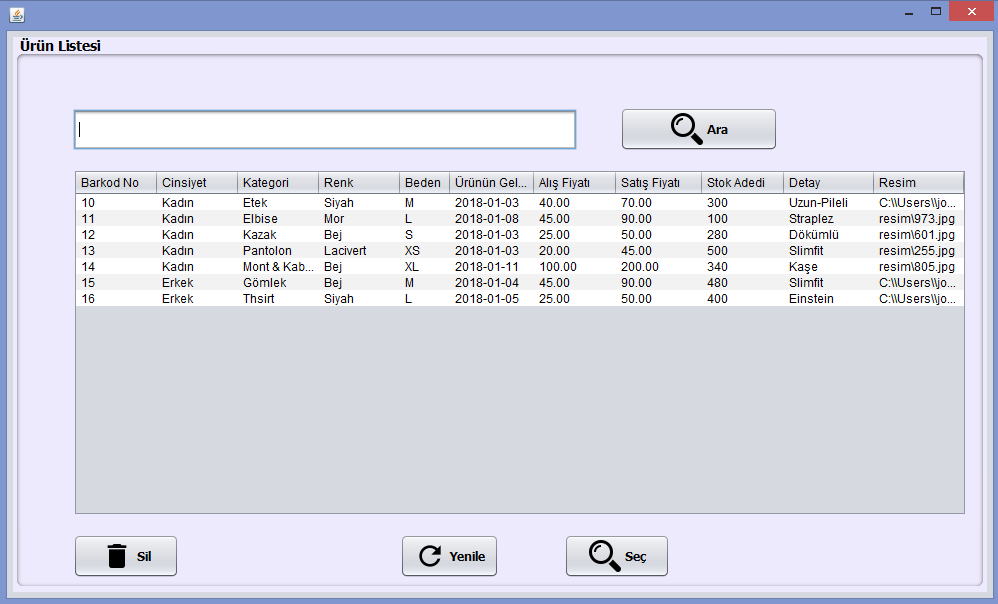 Ürün Listesi
Ara
Barkod No Cinsiyet Kategori Renk Beden Ürünün Gel... Alış Fiyatı Satış Fiyatı Stok Adedi Detay Resim
10 Kadın Etek Siyah M 2018-01-03 40.00 70.00 300 Uzun-Pileli C:\\Users\\jo...
11 Kadın Elbise Mor L 2018-01-08 45.00 90.00 100 Straplez resim\973.jpg
12 Kadın Kazak Bej S 2018-01-03 25.00 50.00 280 Dökümlü resim\601.jpg
13 Kadın Pantolon Lacivert XS 2018-01-03 20.00 45.00 500 Slimfit resim\255.jpg
14 Kadın Mont & Kab... Bej XL 2018-01-11 100.00 200.00 340 Kaşe resim\805.jpg
15 Erkek Gömlek Bej M 2018-01-04 45.00 90.00 480 Slimfit C:\\Users\\jo...
16 Erkek Thsirt Siyah L 2018-01-05 25.00 50.00 400 Einstein C:\\Users\\jo...
Sil Yenile Seç